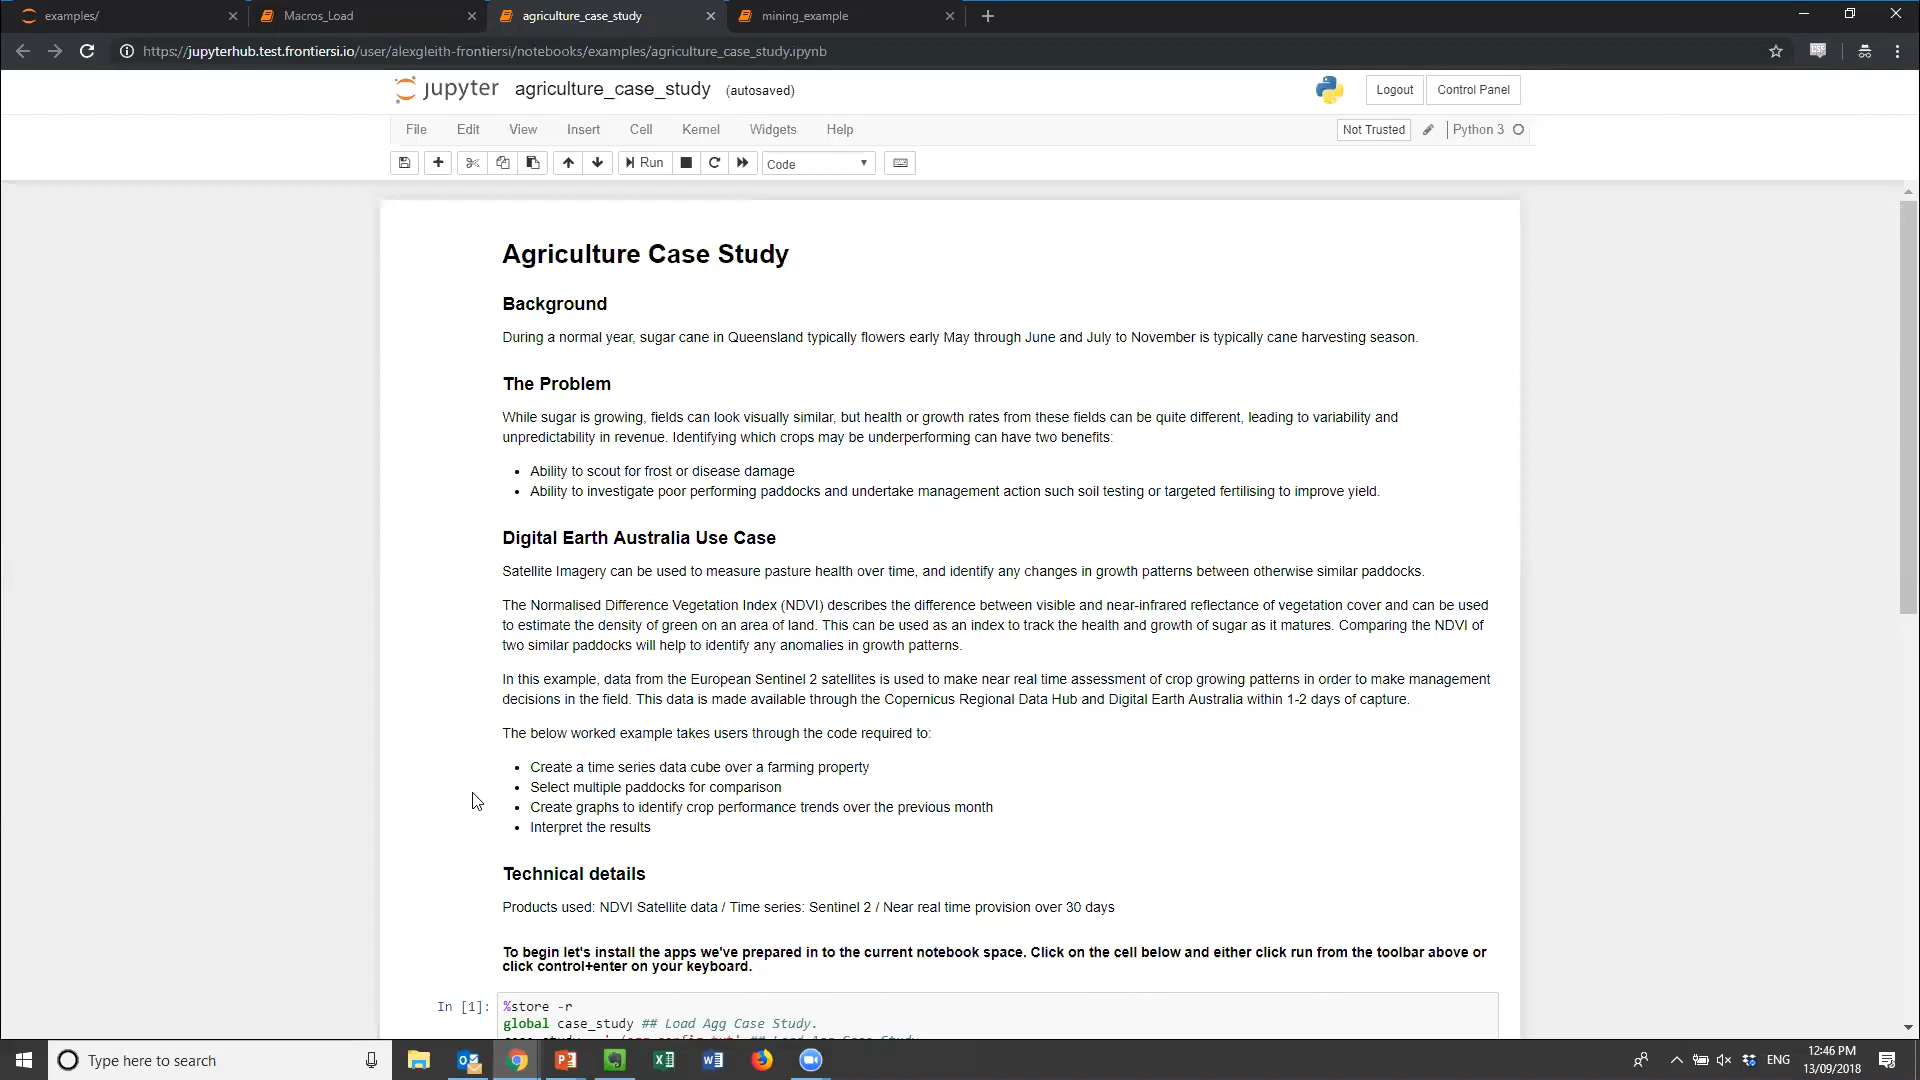 examples/
Macros_Load
agriculture_case_study
mining_example
https://jupyterhub.test.frontiersi.io/user/alexgleith-frontiersi/notebooks/examples/agriculture_case_study.ipynb
jupyter agriculture_case_study (autosaved)
Logout
Control Panel
File Edit View Insert Cell Kernel Widgets Help
Not Trusted
Python 3
Run
Code
Agriculture Case Study
Background
During a normal year, sugar cane in Queensland typically flowers early May through June and July to November is typically cane harvesting season.
The Problem
While sugar is growing, fields can look visually similar, but health or growth rates from these fields can be quite different, leading to variability and
unpredictability in revenue. Identifying which crops may be underperforming can have two benefits:
• Ability to scout for frost or disease damage
• Ability to investigate poor performing paddocks and undertake management action such soil testing or targeted fertilising to improve yield.
Digital Earth Australia Use Case
Satellite Imagery can be used to measure pasture health over time, and identify any changes in growth patterns between otherwise similar paddocks.
The Normalised Difference Vegetation Index (NDVI) describes the difference between visible and near-infrared reflectance of vegetation cover and can be used
to estimate the density of green on an area of land. This can be used as an index to track the health and growth of sugar as it matures. Comparing the NDVI of
two similar paddocks will help to identify any anomalies in growth patterns.
In this example, data from the European Sentinel 2 satellites is used to make near real time assessment of crop growing patterns in order to make management
decisions in the field. This data is made available through the Copernicus Regional Data Hub and Digital Earth Australia within 1-2 days of capture.
The below worked example takes users through the code required to:
• Create a time series data cube over a farming property
• Select multiple paddocks for comparison
• Create graphs to identify crop performance trends over the previous month
• Interpret the results
Technical details
Products used: NDVI Satellite data / Time series: Sentinel 2 / Near real time provision over 30 days
To begin let's install the apps we've prepared in to the current notebook space. Click on the cell below and either click run from the toolbar above or
click control+enter on your keyboard.
In [1]: %store -r
global case_study ## Load Agg Case Study.
Type here to search
ENG
12:46 PM
13/09/2018